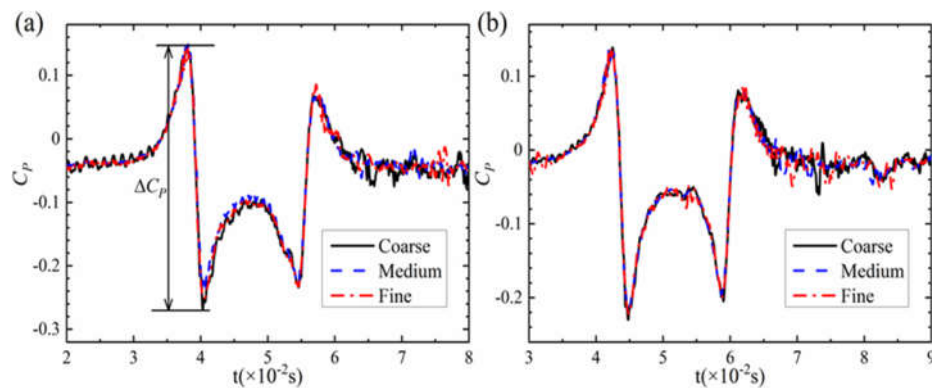 (a)
0.1
0
-0.1
-0.2
-0.3
C_P
ΔC_P
Coarse
Medium
Fine
2 3 4 5 6 7 8
t(×10⁻²s)
(b)
0.1
0
-0.1
-0.2
C_P
Coarse
Medium
Fine
3 4 5 6 7 8 9
t(×10⁻²s)